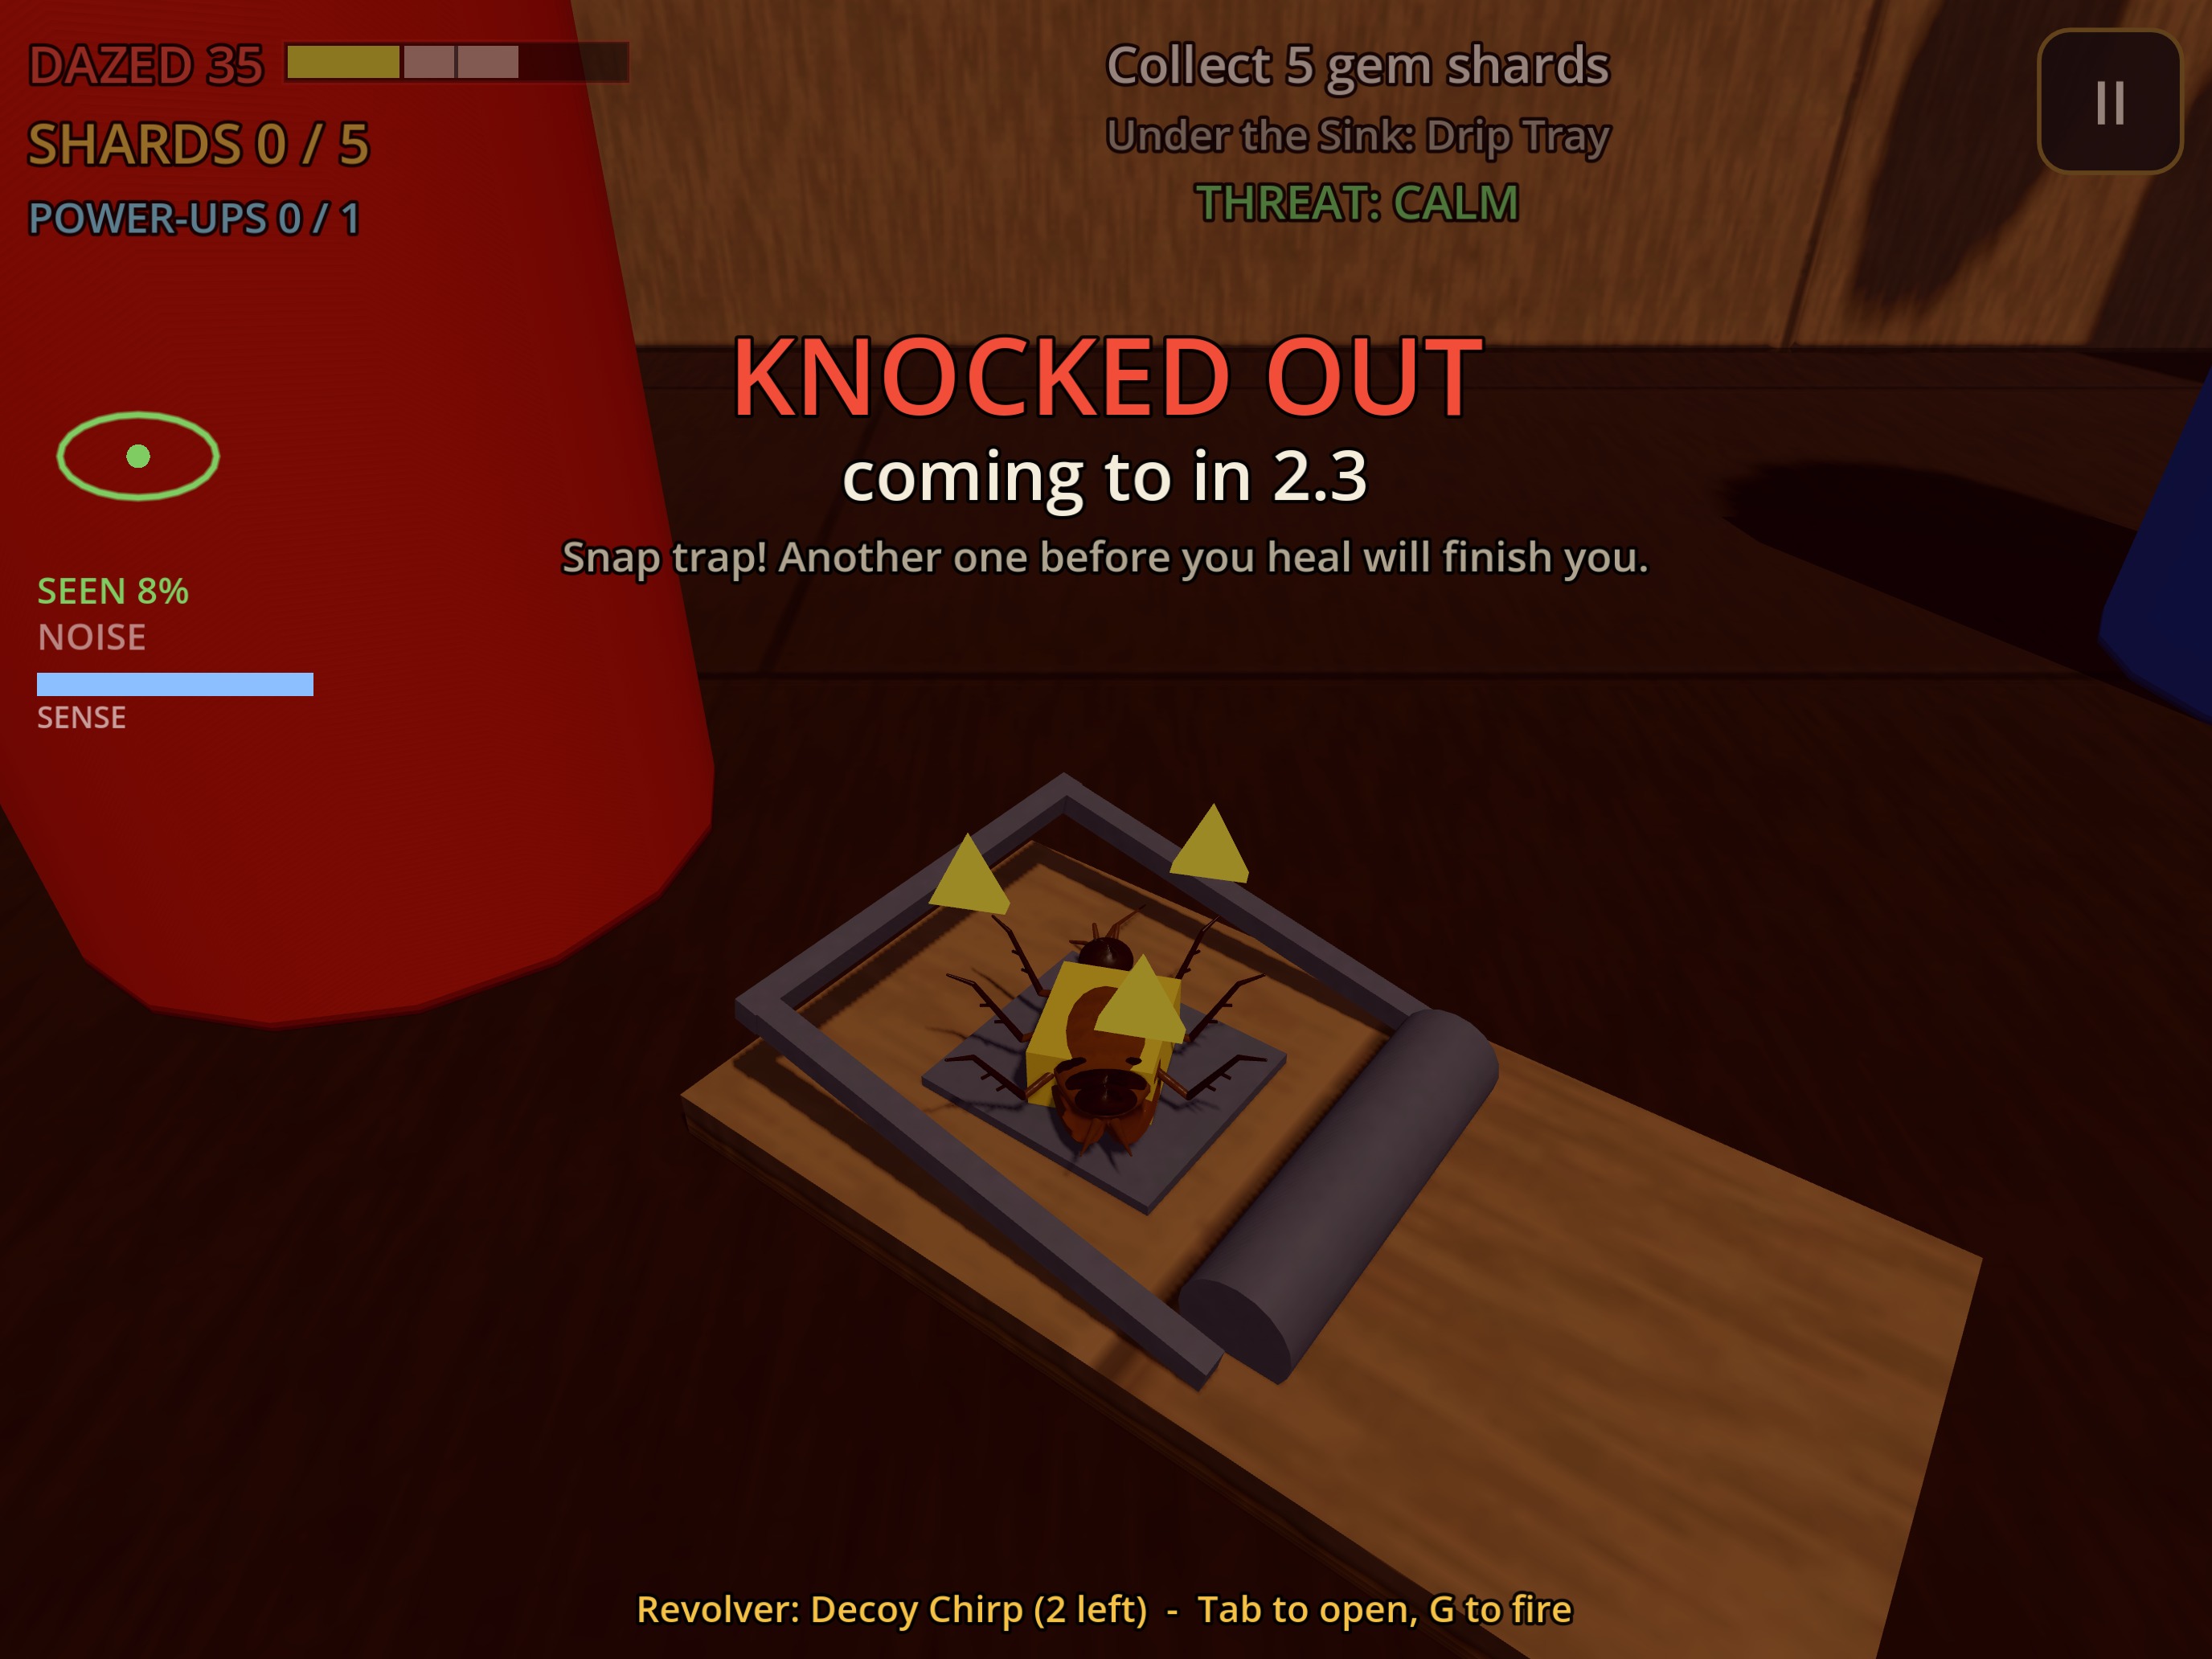 DAZED 35
SHARDS 0 / 5
POWER-UPS 0 / 1
Collect 5 gem shards
Under the Sink: Drip Tray
THREAT: CALM
KNOCKED OUT
coming to in 2.3
Snap trap! Another one before you heal will finish you.
SEEN 8%
NOISE
SENSE
Revolver: Decoy Chirp (2 left) - Tab to open, G to fire